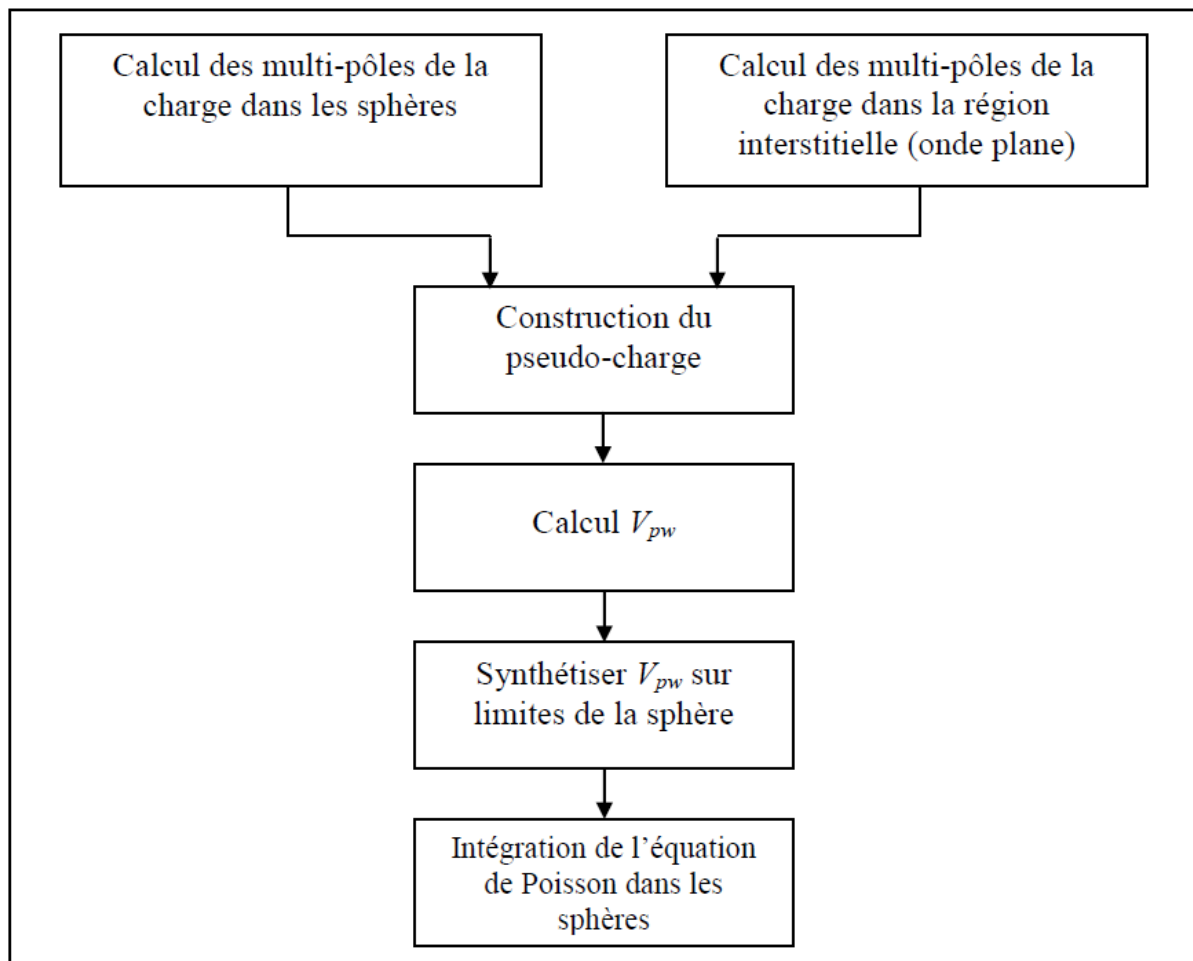 Calcul des multi-pôles de la
charge dans les sphères
Calcul des multi-pôles de la
charge dans la région
interstitielle (onde plane)
Construction du
pseudo-charge
Calcul Vpw
Synthétiser Vpw sur
limites de la sphère
Intégration de l’équation
de Poisson dans les
sphères